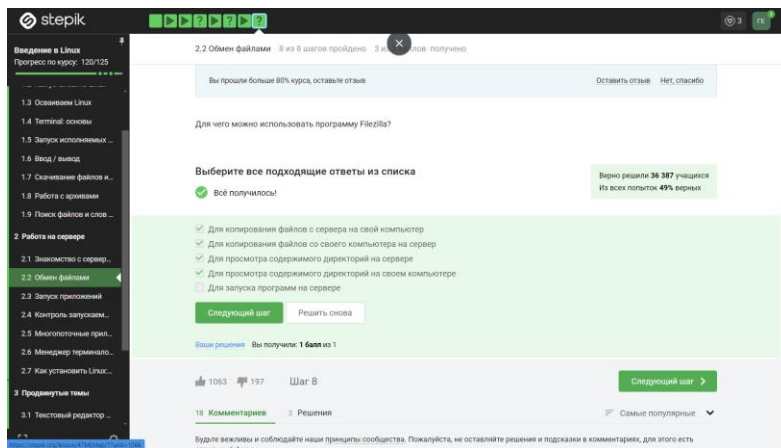 stepik
3
Введение в Linux
Прогресс по курсу: 120/125
2.2 Обмен файлами 8 из 8 шагов пройдено 3 из
получено
Вы прошли больше 80% курса, оставьте отзыв
Оставить отзыв Нет, спасибо
1.3 Осваиваем Linux
1.4 Terminal: основы
1.5 Запуск исполняемых ...
1.6 Ввод / вывод
1.7 Скачивание файлов и...
1.8 Работа с архивами
1.9 Поиск файлов и слов ...
2 Работа на сервере
2.1 Знакомство с сервер...
2.2 Обмен файлами
2.3 Запуск приложений
2.4 Контроль запускаем...
2.5 Многопоточные прил...
2.6 Менеджер терминало...
2.7 Как установить Linux:...
3 Продвинутые темы
3.1 Текстовый редактор ...
Для чего можно использовать программу Filezilla?
Выберите все подходящие ответы из списка
Всё получилось!
Верно решили 36 387 учащихся
Из всех попыток 49% верных
Для копирования файлов с сервера на свой компьютер
Для копирования файлов со своего компьютера на сервер
Для просмотра содержимого директорий на сервере
Для просмотра содержимого директорий на своем компьютере
Для запуска программ на сервере
Следующий шаг Решить снова
Ваши решения Вы получили: 1 балл из 1
1063 197 Шаг 8
Следующий шаг
18 Комментариев 3 Решения
Самые популярные
Будьте вежливы и соблюдайте наши принципы сообщества. Пожалуйста, не оставляйте решения и подсказки в комментариях, для этого есть